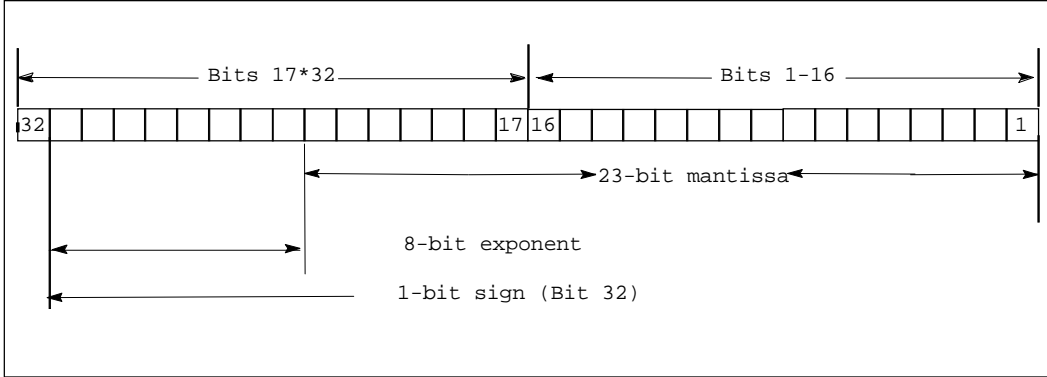 Bits 17*32 Bits 1-16
32 17 16 1
23-bit mantissa
8-bit exponent
1-bit sign (Bit 32)